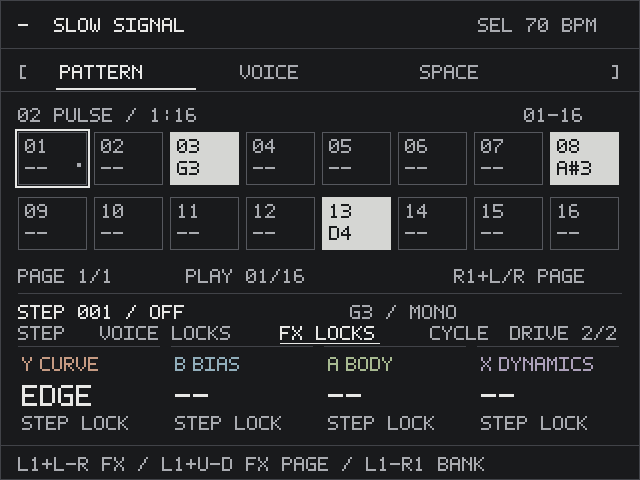 – SLOW SIGNAL SEL 70 BPM
[ PATTERN VOICE SPACE ]
02 PULSE / 1:16 01-16
01 02 03 04 05 06 07 08
-- -- G3 -- -- -- -- A#3
09 10 11 12 13 14 15 16
-- -- -- -- D4 -- -- --
PAGE 1/1 PLAY 01/16 R1+L/R PAGE
STEP 001 / OFF G3 / MONO
STEP VOICE LOCKS FX LOCKS CYCLE DRIVE 2/2
Y CURVE B BIAS A BODY X DYNAMICS
EDGE -- -- --
STEP LOCK STEP LOCK STEP LOCK STEP LOCK
L1+L-R FX / L1+U-D FX PAGE / L1-R1 BANK